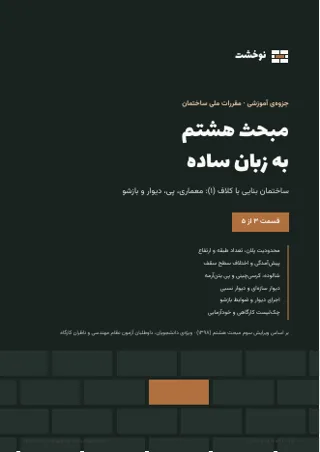 نوخشت
جزوه‌ی آموزشی · مقررات ملی ساختمان
مبحث هشتم
به زبان ساده
ساختمان بنایی با کلاف (۱): معماری، پی، دیوار و بازشو
قسمت ۳ از ۵
محدودیت پلان، تعداد طبقه و ارتفاع
پیش‌آمدگی و اختلاف سطح سقف
شالوده، کرسی‌چینی و پی بتن‌آرمه
دیوار سازه‌ای و دیوار نسبی
اجرای دیوار و ضوابط بازشو
چک‌لیست کارگاهی و خودآزمایی
بر اساس ویرایش سوم مبحث هشتم (۱۳۹۸) · ویژه‌ی دانشجویان، داوطلبان آزمون نظام مهندسی و ناظران کارگاه